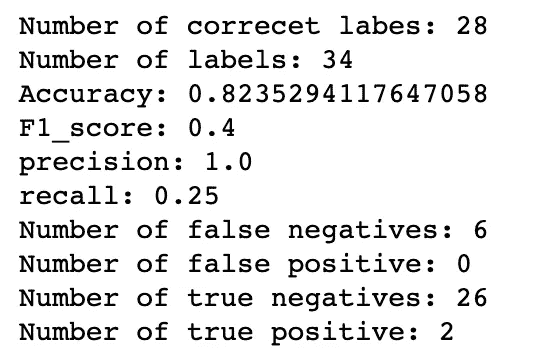 Number of correcet labes: 28
Number of labels: 34
Accuracy: 0.8235294117647058
F1_score: 0.4
precision: 1.0
recall: 0.25
Number of false negatives: 6
Number of false positive: 0
Number of true negatives: 26
Number of true positive: 2